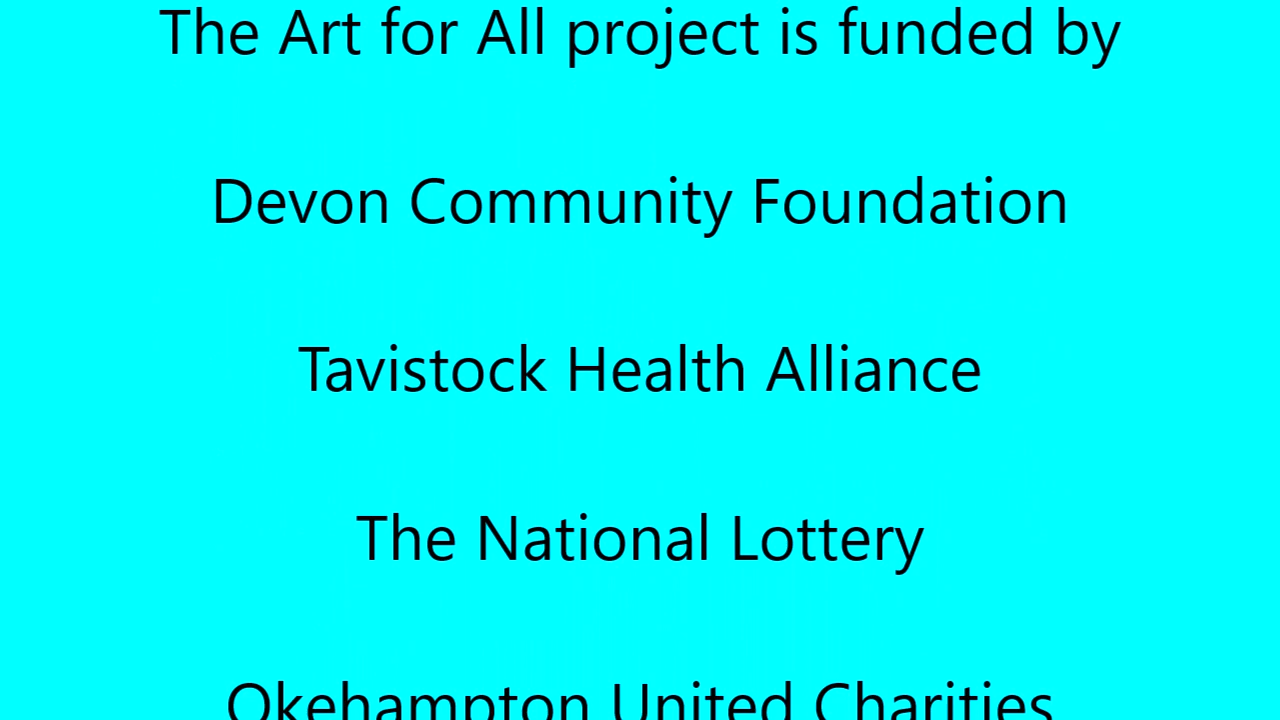 The Art for All project is funded by
Devon Community Foundation
Tavistock Health Alliance
The National Lottery
Okehampton United Charities